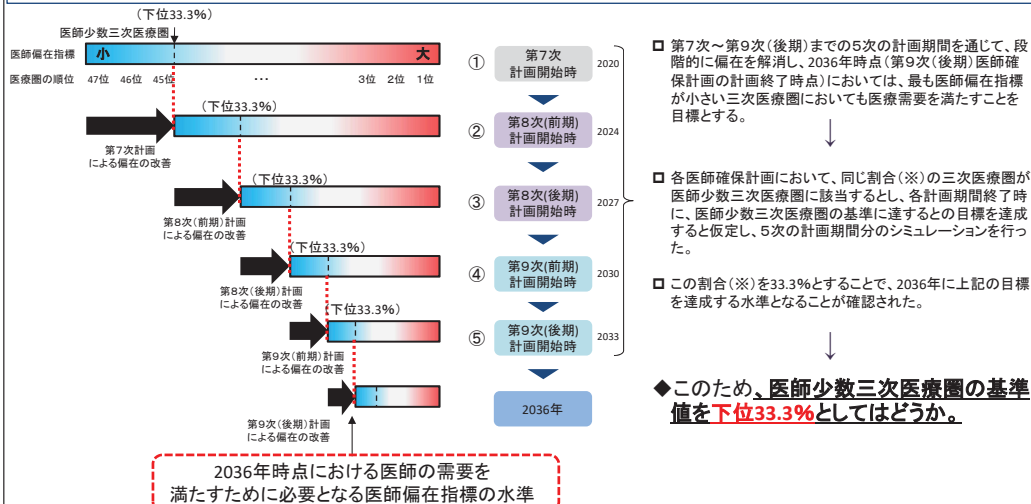 (下位33.3%)
医師少数三次医療圏
医師偏在指標
小
大
医療圏の順位
47位 46位 45位 … 3位 2位 1位
①
第7次
計画開始時
2020
(下位33.3%)
第7次計画
による偏在の改善
②
第8次(前期)
計画開始時
2024
(下位33.3%)
第8次(前期)計画
による偏在の改善
③
第8次(後期)
計画開始時
2027
(下位33.3%)
第8次(後期)計画
による偏在の改善
④
第9次(前期)
計画開始時
2030
(下位33.3%)
第9次(前期)計画
による偏在の改善
⑤
第9次(後期)
計画開始時
2033
第9次(後期)計画
による偏在の改善
2036年
2036年時点における医師の需要を
満たすために必要となる医師偏在指標の水準
第7次～第9次(後期)までの5次の計画期間を通じて、段
階的に偏在を解消し、2036年時点(第9次(後期)医師確
保計画の計画終了時点)においては、最も医師偏在指標
が小さい三次医療圏においても医療需要を満たすことを
目標とする。
↓
各医師確保計画において、同じ割合(※)の三次医療圏が
医師少数三次医療圏に該当するとし、各計画期間終了時
に、医師少数三次医療圏の基準に達するとの目標を達成
すると仮定し、5次の計画期間分のシミュレーションを行っ
た。
この割合(※)を33.3%とすることで、2036年に上記の目標
を達成する水準となることが確認された。
↓
◆このため、医師少数三次医療圏の基準
値を下位33.3%としてはどうか。